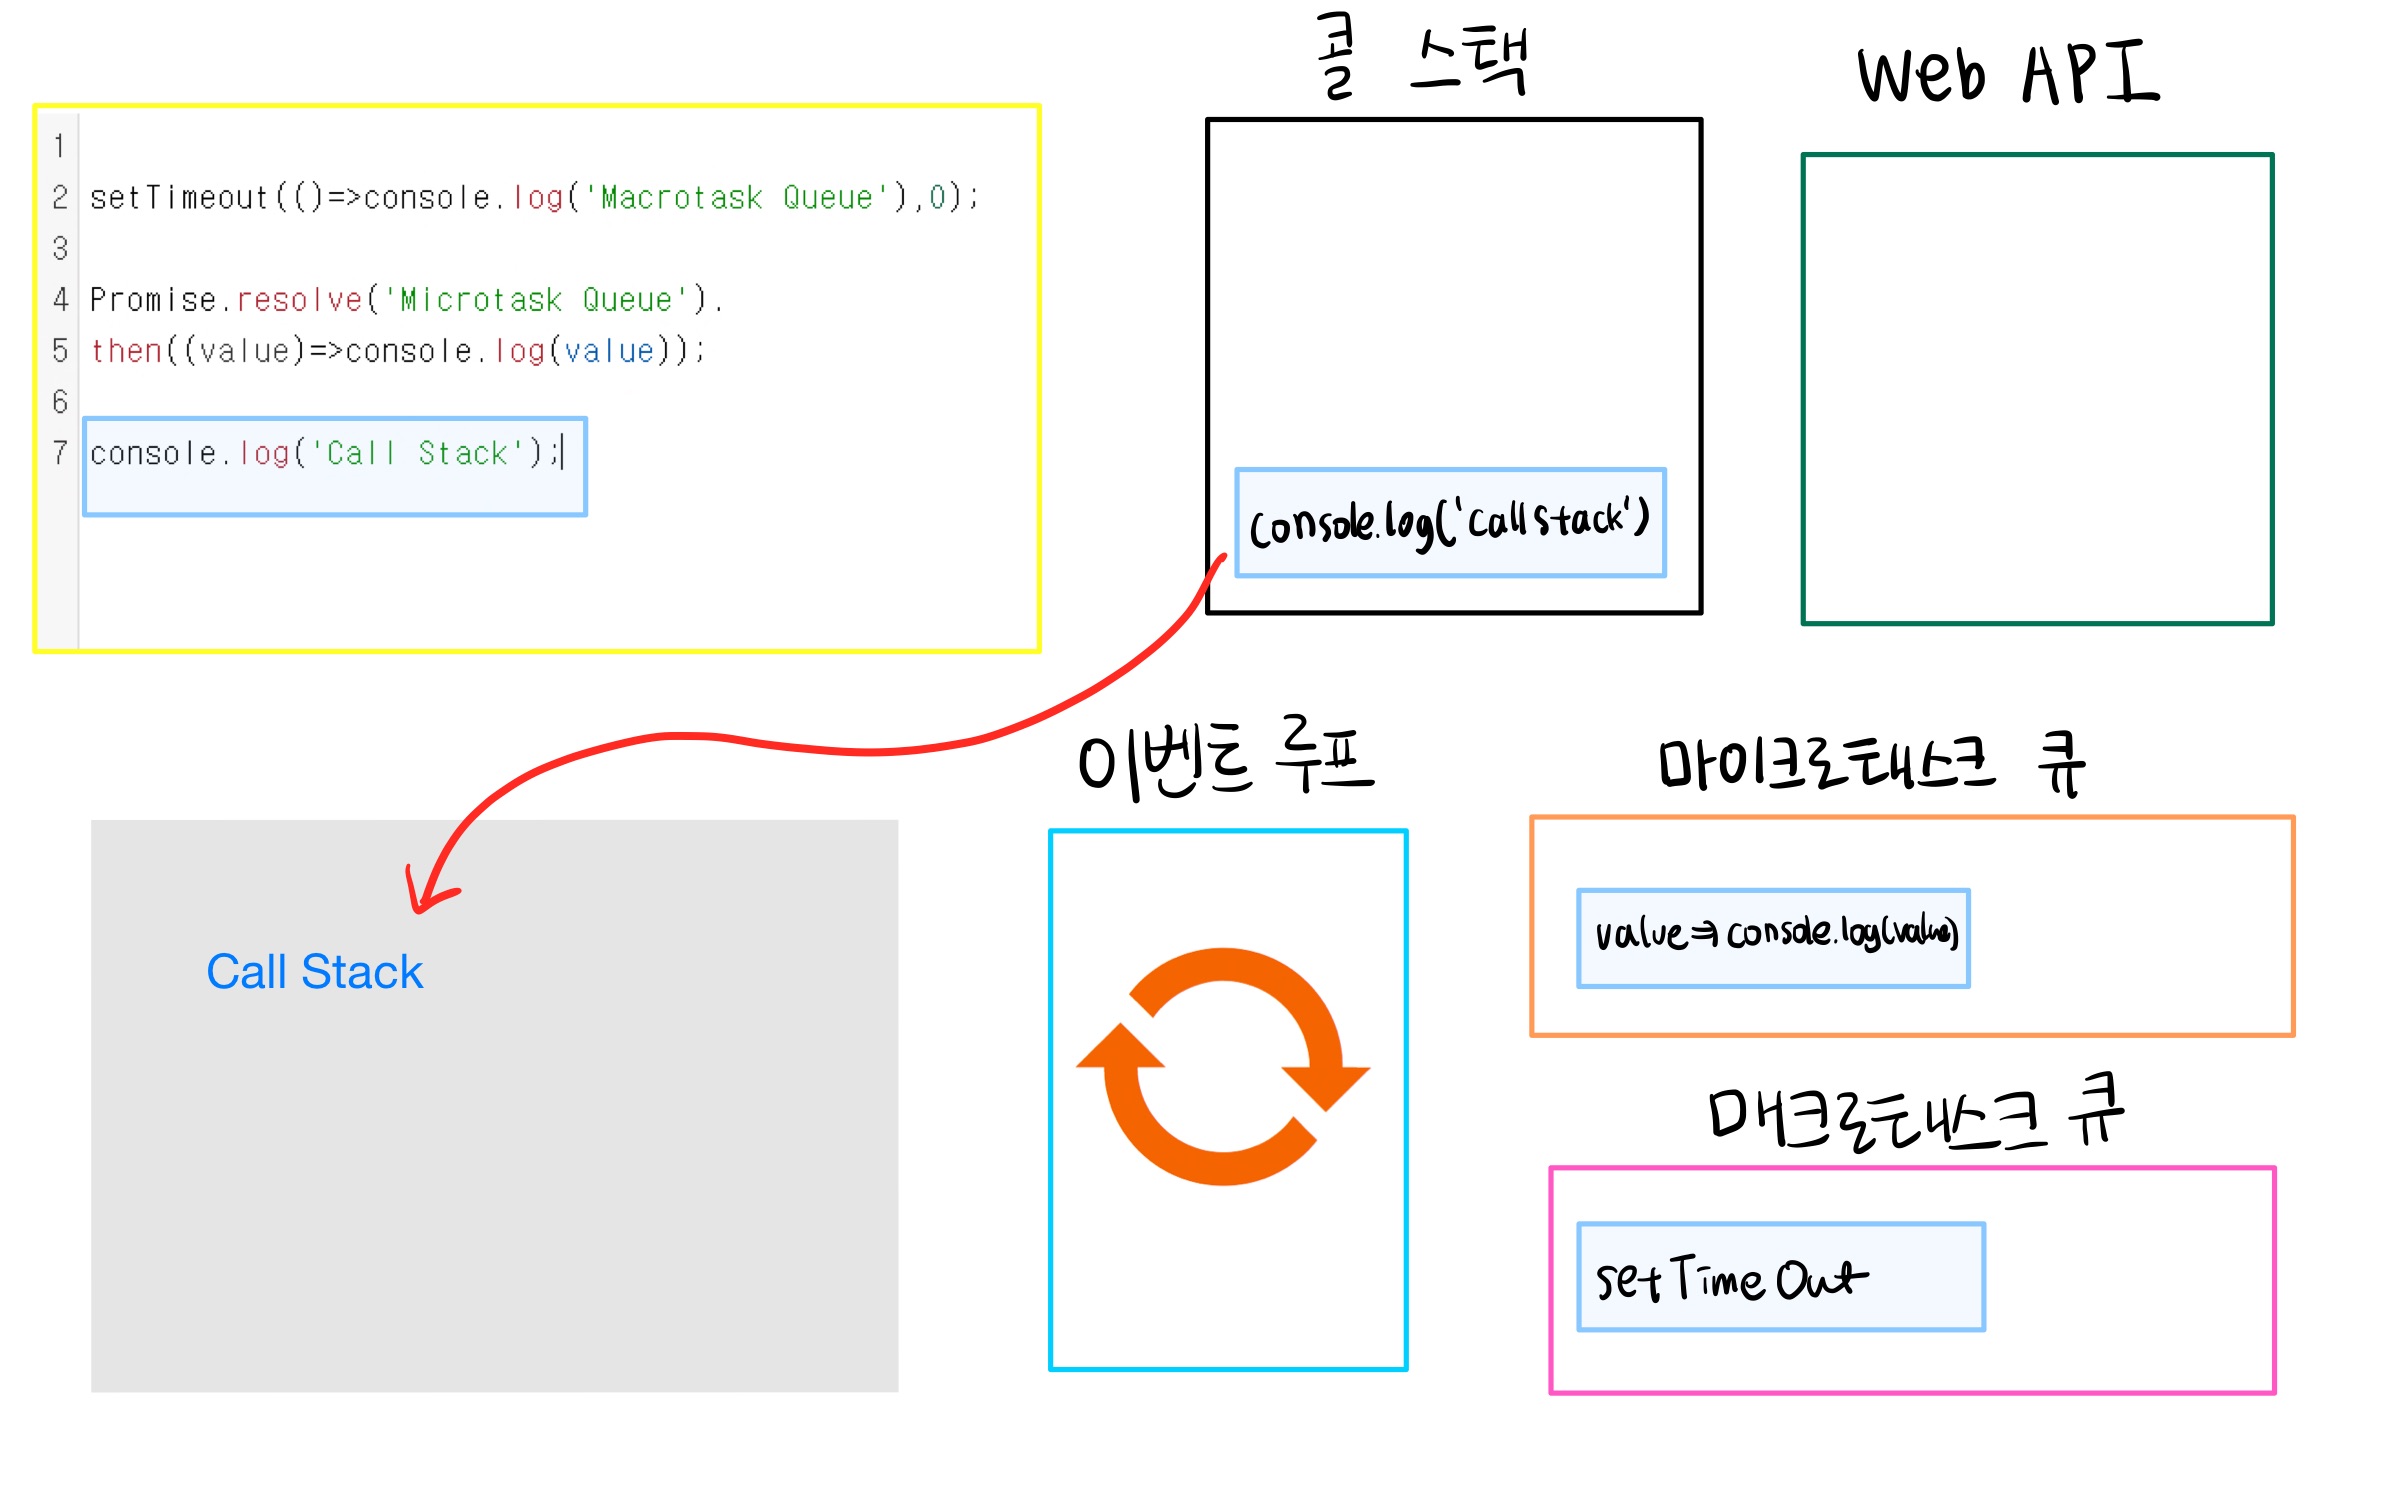 콜 스택
Web API
1
2 setTimeout(()=>console.log('Macrotask Queue'),0);
3
4 Promise.resolve('Microtask Queue').
5 then((value)=>console.log(value));
6
7 console.log('Call Stack');
console.log('callstack')
이벤트 루프
마이크로태스크 큐
Call Stack
value⇒console.log(value)
매크로태스크 큐
setTimeOut